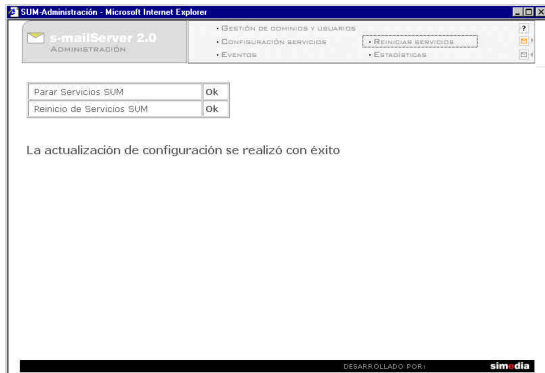 SUM-Administración - Microsoft Internet Explorer
s-mailServer 2.0
Administración
• Gestión de dominios y usuarios
• Configuración servicios
• Reiniciar servicios
• Eventos
• Estadísticas
?
Parar Servicios SUM Ok
Reinicio de Servicios SUM Ok
La actualización de configuración se realizó con éxito
DESARROLLADO POR:
simedia